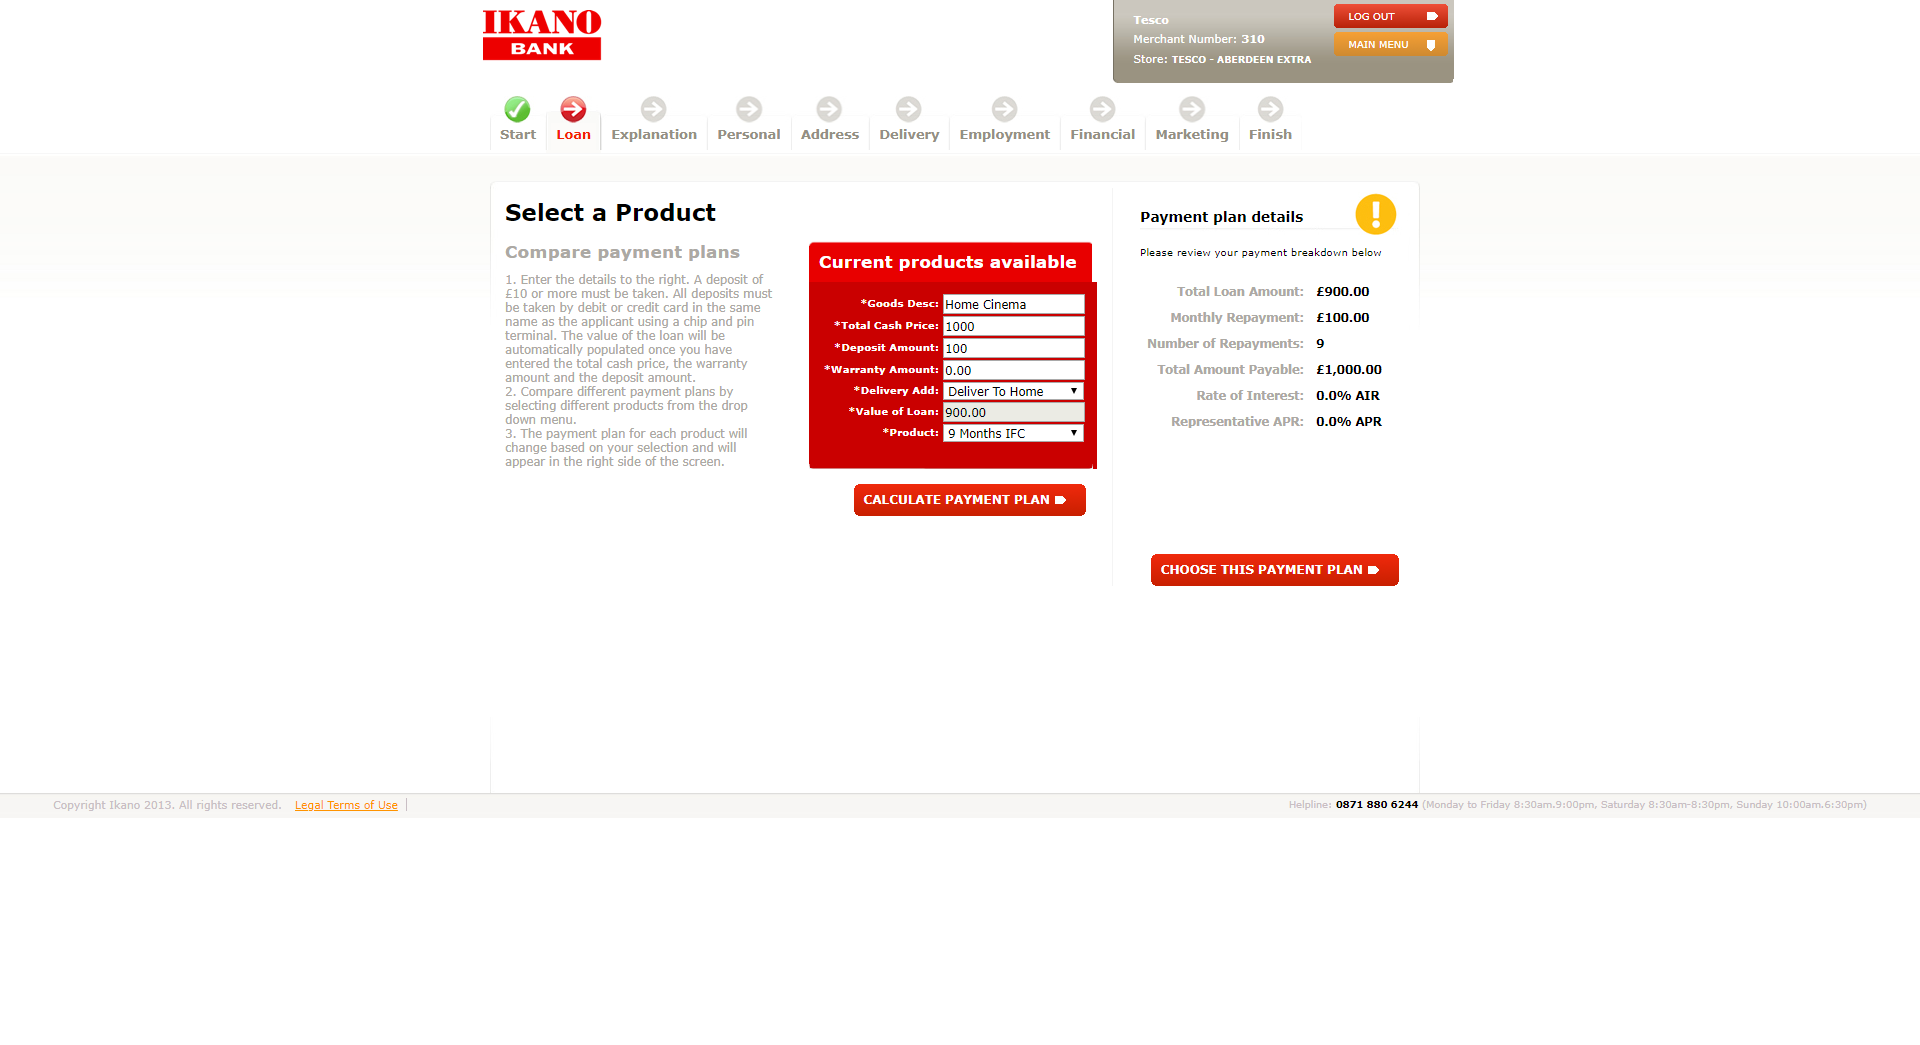 IKANO
BANK
Tesco
Merchant Number: 310
Store: TESCO - ABERDEEN EXTRA
LOG OUT
MAIN MENU
Start
Loan
Explanation
Personal
Address
Delivery
Employment
Financial
Marketing
Finish
Select a Product
Compare payment plans
1. Enter the details to the right. A deposit of
£10 or more must be taken. All deposits must
be taken by debit or credit card in the same
name as the applicant using a chip and pin
terminal. The value of the loan will be
automatically populated once you have
entered the total cash price, the warranty
amount and the deposit amount.
2. Compare different payment plans by
selecting different products from the drop
down menu.
3. The payment plan for each product will
change based on your selection and will
appear in the right side of the screen.
Current products available
*Goods Desc: Home Cinema
*Total Cash Price: 1000
*Deposit Amount: 100
*Warranty Amount: 0.00
*Delivery Add: Deliver To Home
*Value of Loan: 900.00
*Product: 9 Months IFC
CALCULATE PAYMENT PLAN
Payment plan details
Please review your payment breakdown below
Total Loan Amount: £900.00
Monthly Repayment: £100.00
Number of Repayments: 9
Total Amount Payable: £1,000.00
Rate of Interest: 0.0% AIR
Representative APR: 0.0% APR
CHOOSE THIS PAYMENT PLAN
Copyright Ikano 2013. All rights reserved. Legal Terms of Use
Helpline: 0871 880 6244 (Monday to Friday 8:30am.9:00pm, Saturday 8:30am-8:30pm, Sunday 10:00am.6:30pm)